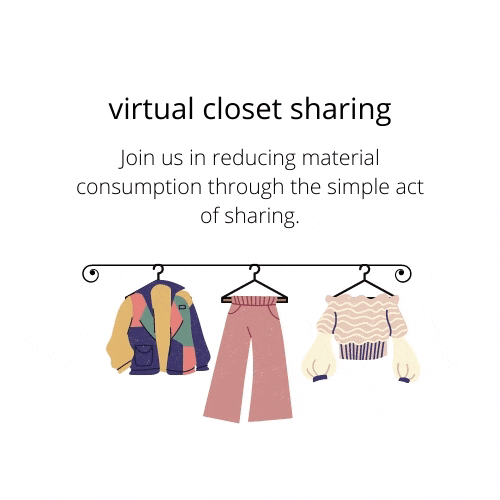 virtual closet sharing
Join us in reducing material
consumption through the simple act
of sharing.